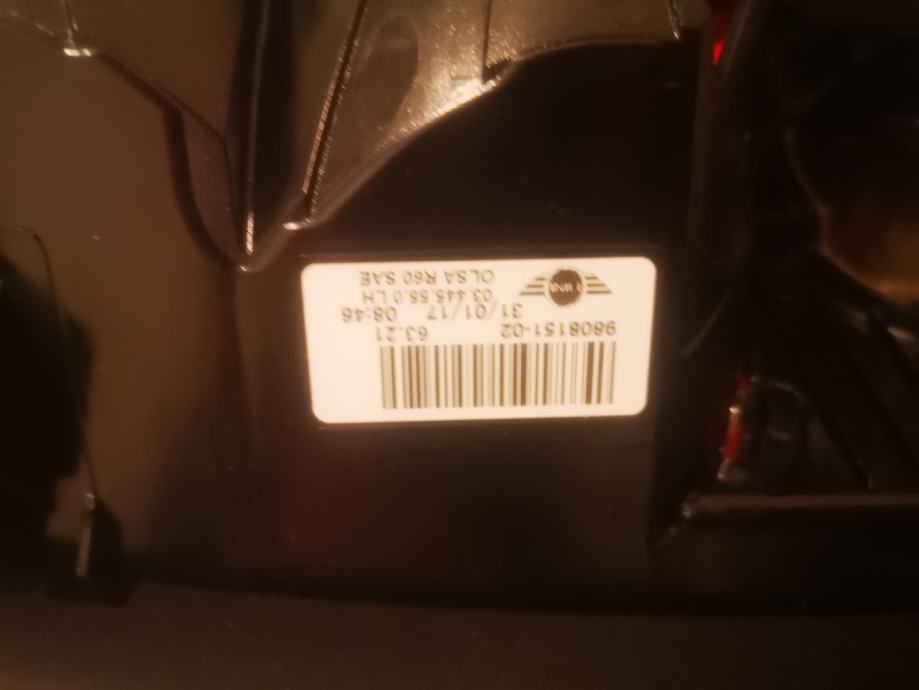 9808151-02 63.21
31/01/17 08:46
03.445.55.0 LH
OLSA R60 SAE